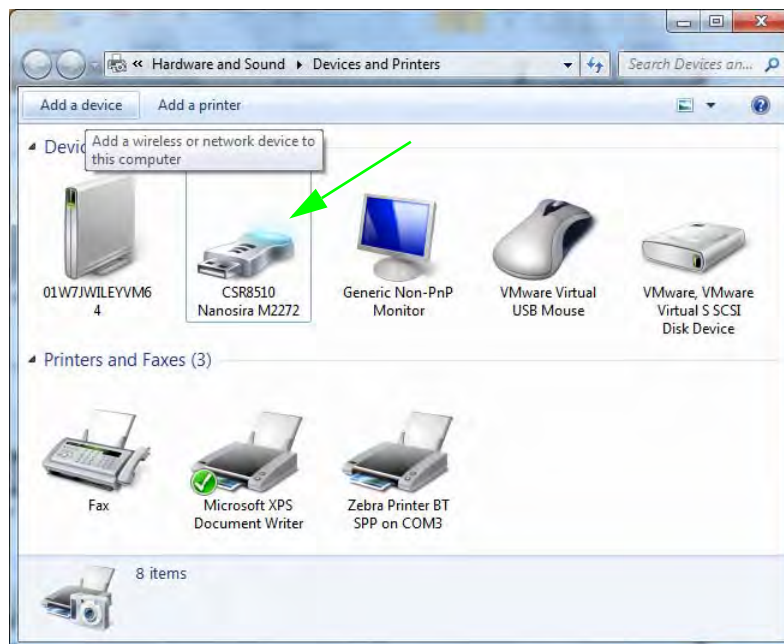 « Hardware and Sound ▸ Devices and Printers
Search Devices an...
Add a device Add a printer
Devic
Add a wireless or network device to
this computer
01W7JWILEYVM6
4
CSR8510
Nanosira M2272
Generic Non-PnP
Monitor
VMware Virtual
USB Mouse
VMware, VMware
Virtual S SCSI
Disk Device
Printers and Faxes (3)
Fax
Microsoft XPS
Document Writer
Zebra Printer BT
SPP on COM3
8 items